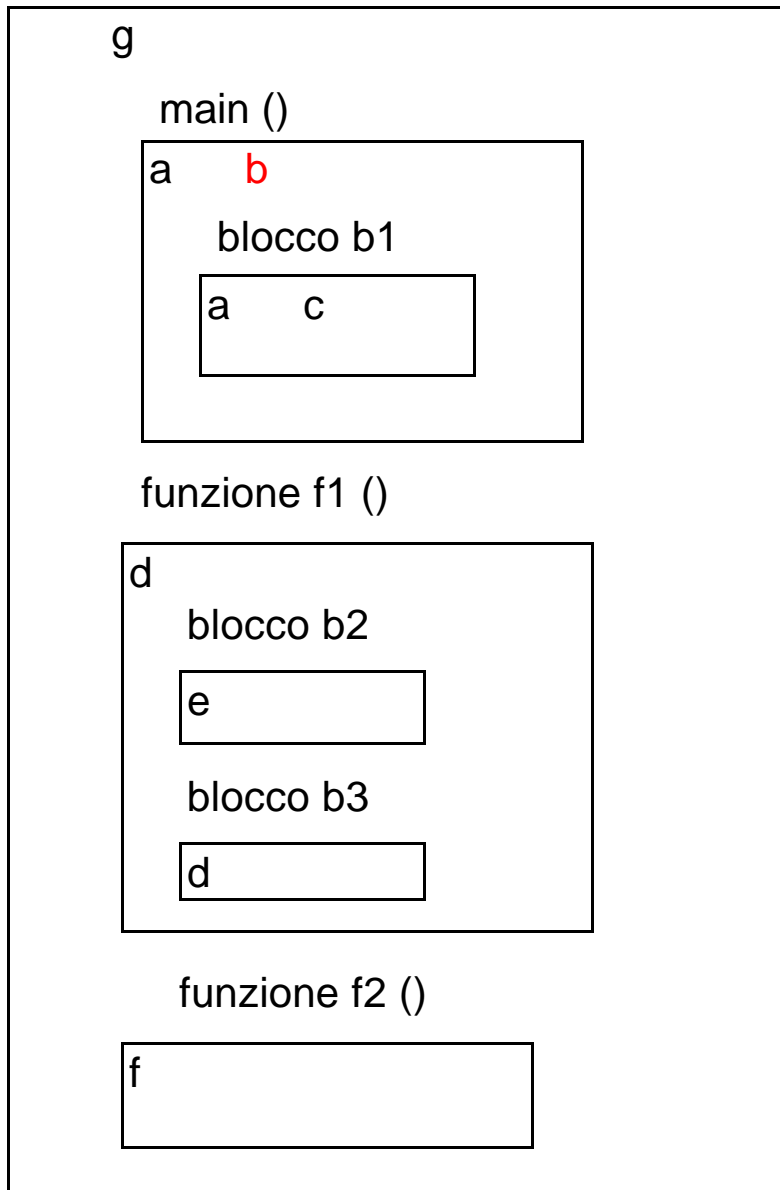 g
main ()
a b
blocco b1
a c
funzione f1 ()
d
blocco b2
e
blocco b3
d
funzione f2 ()
f